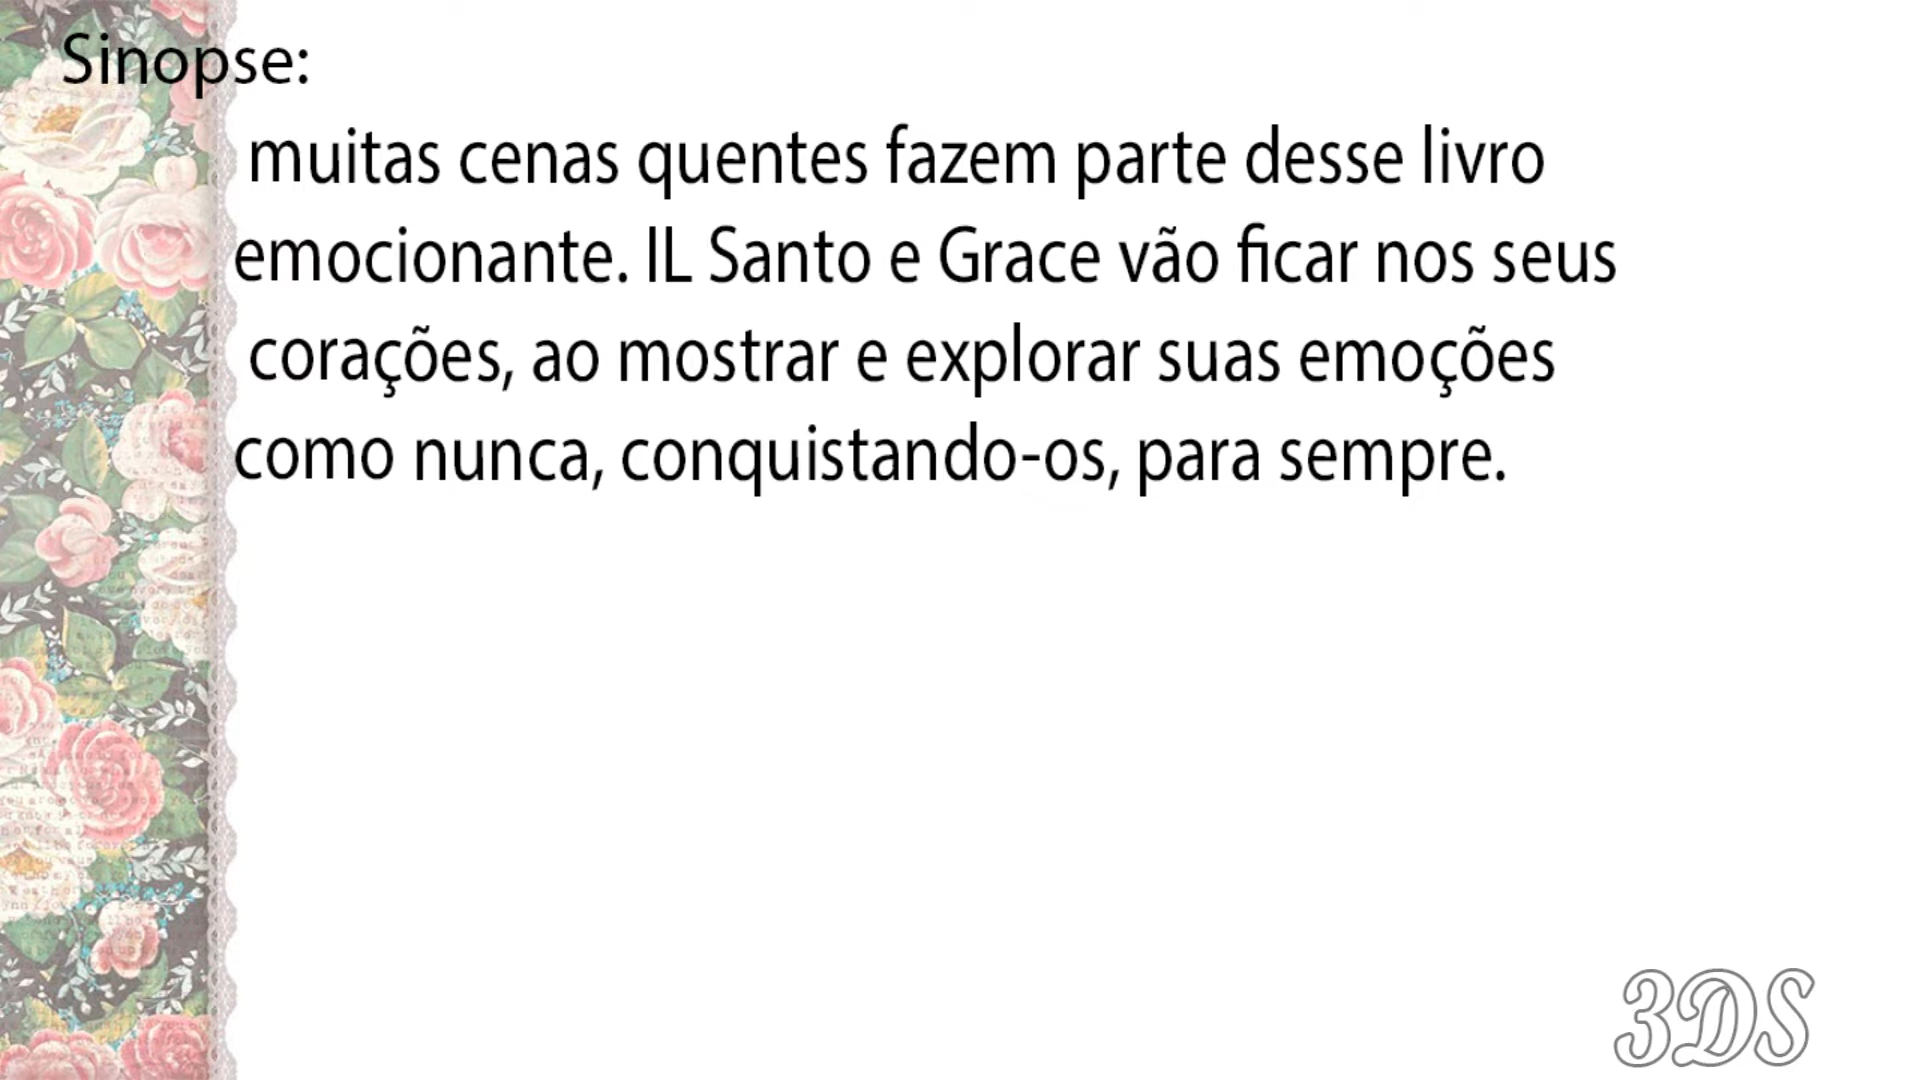 Sinopse:
muitas cenas quentes fazem parte desse livro
emocionante. IL Santo e Grace vão ficar nos seus
corações, ao mostrar e explorar suas emoções
como nunca, conquistando-os, para sempre.
3DS